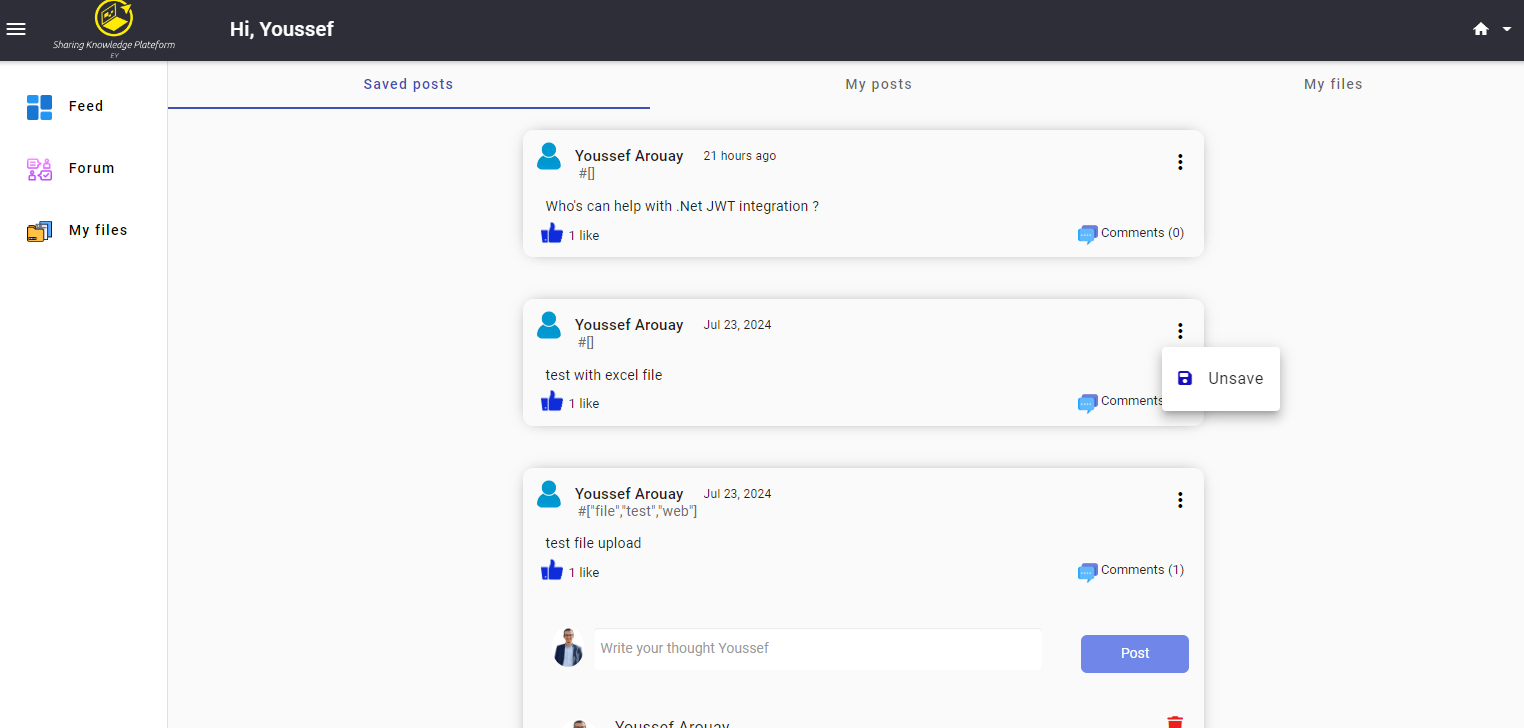 Sharing Knowledge Plateform
EY
Hi, Youssef
Feed
Forum
My files
Saved posts
My posts
My files
Youssef Arouay 21 hours ago
#[]
Who's can help with .Net JWT integration ?
1 like
Comments (0)
Youssef Arouay Jul 23, 2024
#[]
test with excel file
1 like
Comments
Unsave
Youssef Arouay Jul 23, 2024
#["file","test","web"]
test file upload
1 like
Comments (1)
Write your thought Youssef
Post
Youssef Arouay